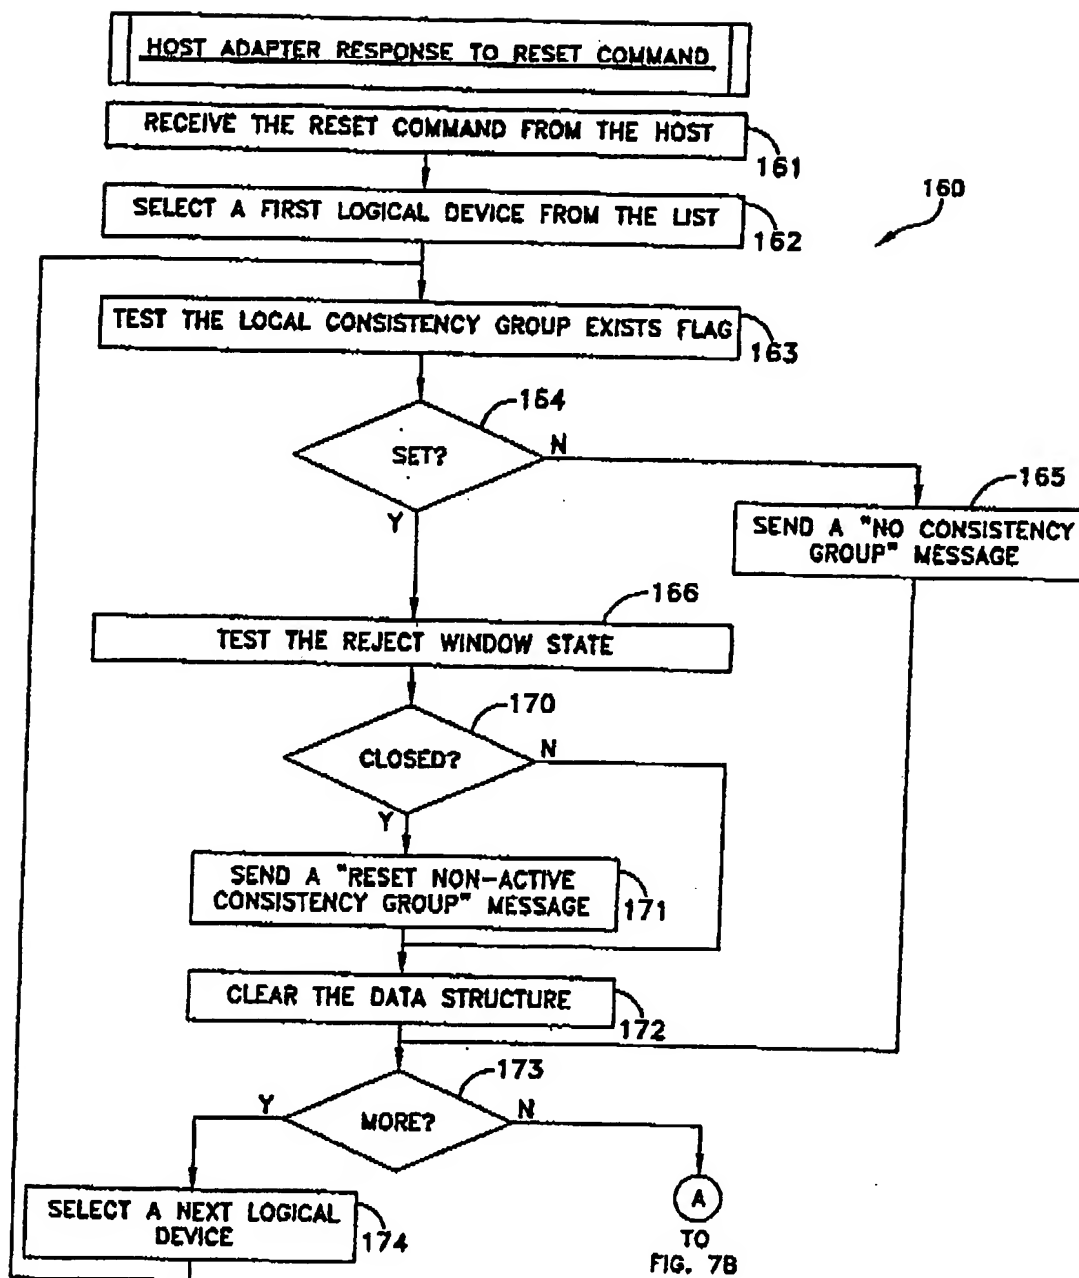 HOST ADAPTER RESPONSE TO RESET COMMAND
RECEIVE THE RESET COMMAND FROM THE HOST
161
SELECT A FIRST LOGICAL DEVICE FROM THE LIST
162
160
TEST THE LOCAL CONSISTENCY GROUP EXISTS FLAG
163
164
SET?
N
Y
165
SEND A "NO CONSISTENCY
GROUP" MESSAGE
166
TEST THE REJECT WINDOW STATE
170
CLOSED?
N
Y
SEND A "RESET NON-ACTIVE
CONSISTENCY GROUP" MESSAGE
171
CLEAR THE DATA STRUCTURE
172
173
Y
MORE?
N
SELECT A NEXT LOGICAL
DEVICE
174
A
TO
FIG. 7B